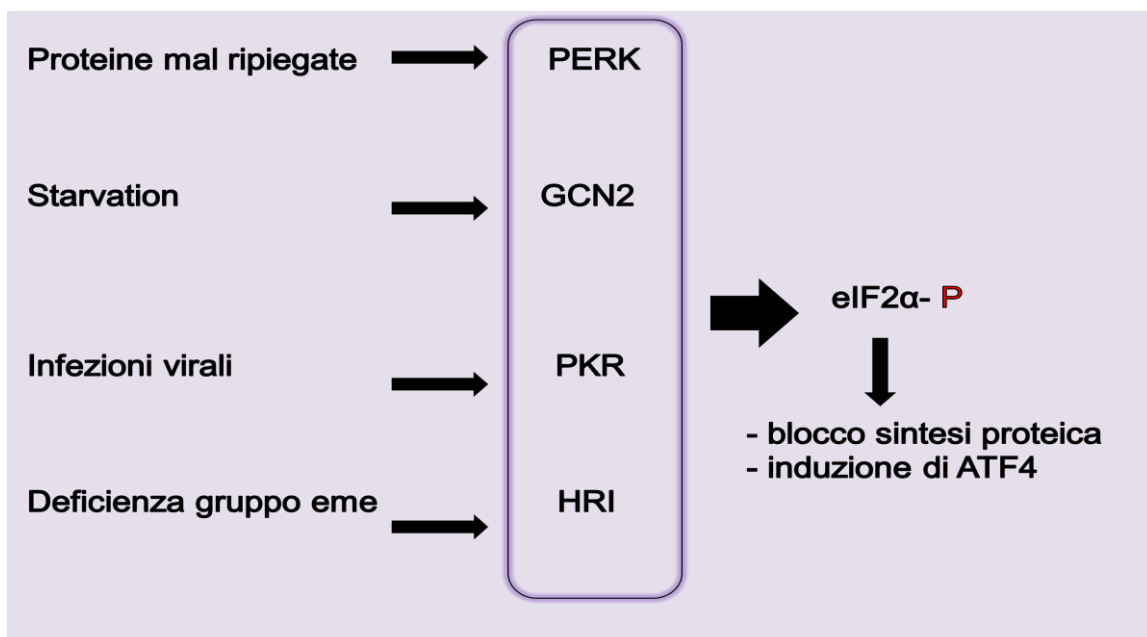 Proteine mal ripiegate PERK
Starvation GCN2
eIF2α- P
Infezioni virali PKR
- blocco sintesi proteica
- induzione di ATF4
Deficienza gruppo eme HRI